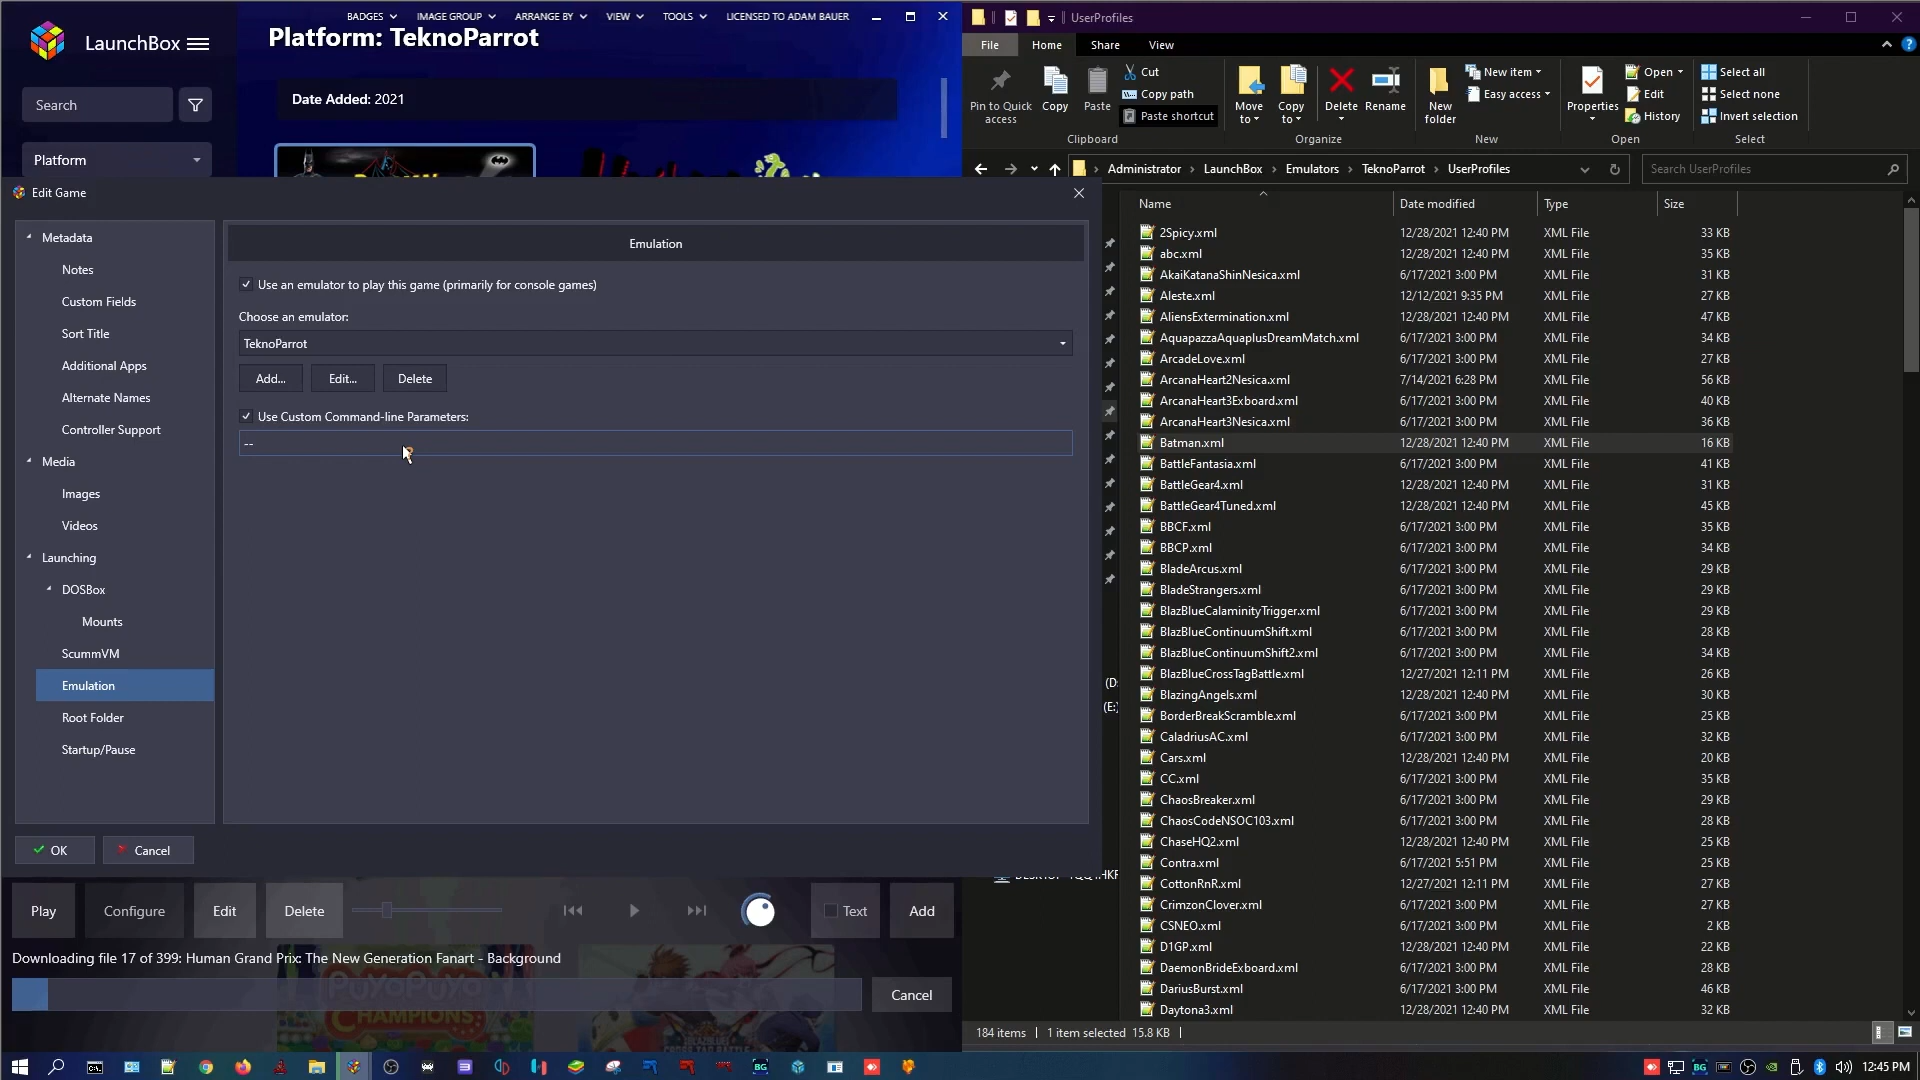 BADGES IMAGE GROUP ARRANGE BY VIEW TOOLS LICENSED TO ADAM BAUER
LaunchBox
Platform: TeknoParrot
Date Added: 2021
Search
Platform
Edit Game
Metadata
Notes
Custom Fields
Sort Title
Additional Apps
Alternate Names
Controller Support
Media
Images
Videos
Launching
DOSBox
Mounts
ScummVM
Emulation
Root Folder
Startup/Pause
Emulation
Use an emulator to play this game (primarily for console games)
Choose an emulator:
TeknoParrot
Add... Edit... Delete
Use Custom Command-line Parameters:
--
OK Cancel
Play Configure Edit Delete Text Add
Downloading file 17 of 399: Human Grand Prix: The New Generation Fanart - Background
PUYOPUYO
CHAMPIONS
Cancel
UserProfiles
File Home Share View
Pin to Quick access
Copy
Paste
Cut
Copy path
Paste shortcut
Clipboard
Move to
Copy to
Delete
Rename
Organize
New folder
New item
Easy access
New
Properties
Open
Edit
History
Open
Select all
Select none
Invert selection
Select
Administrator LaunchBox Emulators TeknoParrot UserProfiles
Search UserProfiles
Name Date modified Type Size
2Spicy.xml 12/28/2021 12:40 PM XML File 33 KB
abc.xml 12/28/2021 12:40 PM XML File 35 KB
AkaiKatanaShinNesica.xml 6/17/2021 3:00 PM XML File 31 KB
Aleste.xml 12/12/2021 9:35 PM XML File 27 KB
AliensExtermination.xml 12/28/2021 12:40 PM XML File 47 KB
AquapazzaAquaplusDreamMatch.xml 6/17/2021 3:00 PM XML File 34 KB
ArcadeLove.xml 6/17/2021 3:00 PM XML File 27 KB
ArcanaHeart2Nesica.xml 7/14/2021 6:28 PM XML File 56 KB
ArcanaHeart3Exboard.xml 6/17/2021 3:00 PM XML File 40 KB
ArcanaHeart3Nesica.xml 6/17/2021 3:00 PM XML File 36 KB
Batman.xml 12/28/2021 12:40 PM XML File 16 KB
BattleFantasia.xml 6/17/2021 3:00 PM XML File 41 KB
BattleGear4.xml 12/28/2021 12:40 PM XML File 31 KB
BattleGear4Tuned.xml 12/28/2021 12:40 PM XML File 45 KB
BBCF.xml 6/17/2021 3:00 PM XML File 35 KB
BBCP.xml 6/17/2021 3:00 PM XML File 34 KB
BladeArcus.xml 6/17/2021 3:00 PM XML File 29 KB
BladeStrangers.xml 6/17/2021 3:00 PM XML File 29 KB
BlazBlueCalaminityTrigger.xml 6/17/2021 3:00 PM XML File 29 KB
BlazBlueContinuumShift.xml 6/17/2021 3:00 PM XML File 28 KB
BlazBlueContinuumShift2.xml 6/17/2021 3:00 PM XML File 34 KB
BlazBlueCrossTagBattle.xml 12/27/2021 12:11 PM XML File 26 KB
BlazingAngels.xml 12/28/2021 12:40 PM XML File 30 KB
BorderBreakScramble.xml 6/17/2021 3:00 PM XML File 25 KB
CaladriusAC.xml 6/17/2021 3:00 PM XML File 32 KB
Cars.xml 12/28/2021 12:40 PM XML File 20 KB
CC.xml 6/17/2021 3:00 PM XML File 35 KB
ChaosBreaker.xml 6/17/2021 3:00 PM XML File 29 KB
ChaosCodeNSOC103.xml 6/17/2021 3:00 PM XML File 28 KB
ChaseHQ2.xml 12/28/2021 12:40 PM XML File 25 KB
Contra.xml 6/17/2021 5:51 PM XML File 25 KB
CottonRnR.xml 12/27/2021 12:11 PM XML File 27 KB
CrimzonClover.xml 6/17/2021 3:00 PM XML File 27 KB
CSNEO.xml 6/17/2021 3:00 PM XML File 2 KB
D1GP.xml 12/28/2021 12:40 PM XML File 22 KB
DaemonBrideExboard.xml 6/17/2021 3:00 PM XML File 28 KB
DariusBurst.xml 6/17/2021 3:00 PM XML File 46 KB
Daytona3.xml 12/28/2021 12:40 PM XML File 32 KB
(D:
(E:)
184 items 1 item selected 15.8 KB
BG
BG
12:45 PM